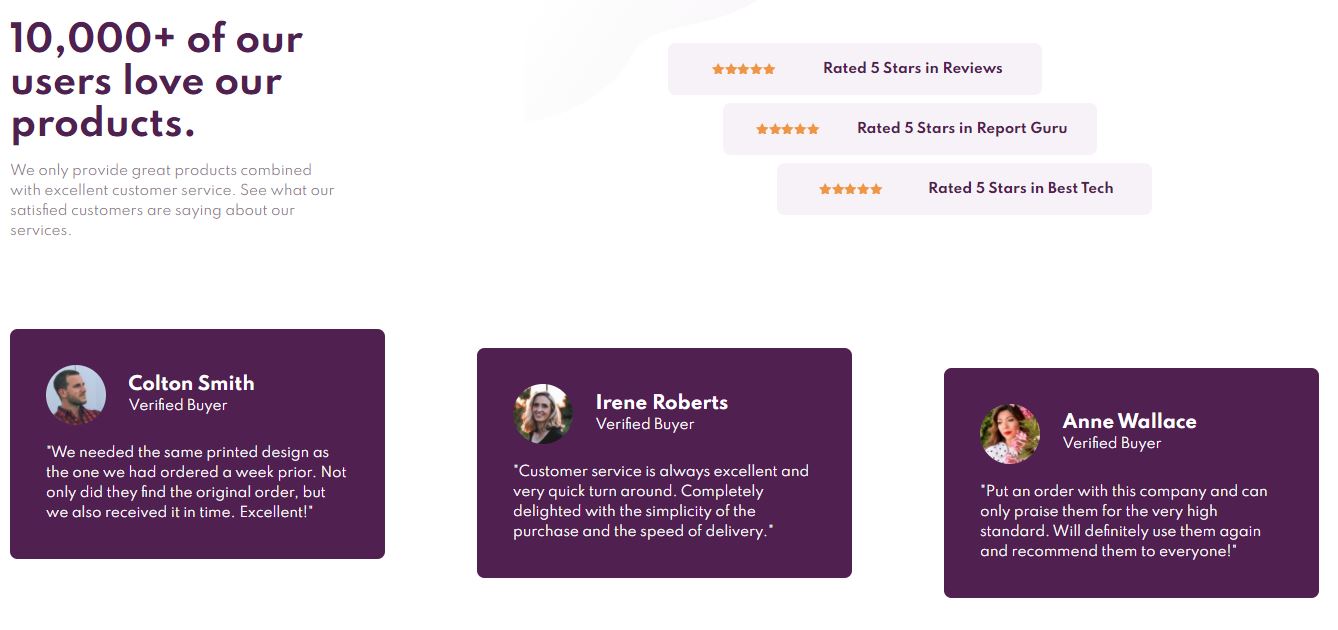 10,000+ of our
users love our
products.
We only provide great products combined
with excellent customer service. See what our
satisfied customers are saying about our
services.
Rated 5 Stars in Reviews
Rated 5 Stars in Report Guru
Rated 5 Stars in Best Tech
Colton Smith
Verified Buyer
"We needed the same printed design as
the one we had ordered a week prior. Not
only did they find the original order, but
we also received it in time. Excellent!"
Irene Roberts
Verified Buyer
"Customer service is always excellent and
very quick turn around. Completely
delighted with the simplicity of the
purchase and the speed of delivery."
Anne Wallace
Verified Buyer
"Put an order with this company and can
only praise them for the very high
standard. Will definitely use them again
and recommend them to everyone!"